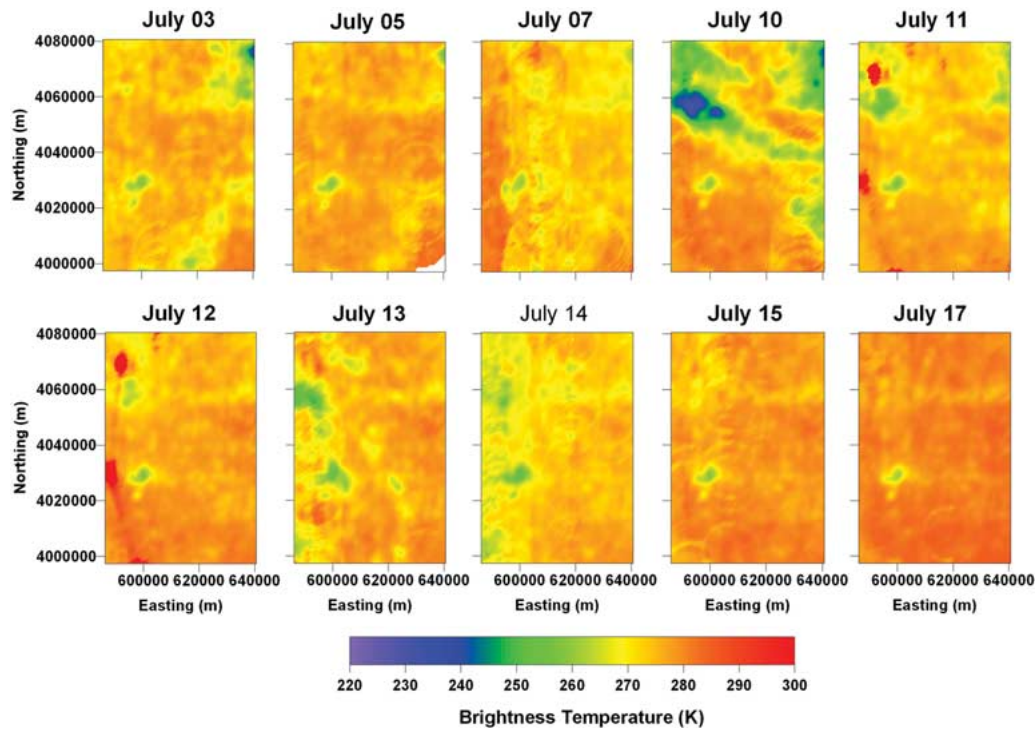 July 03 July 05 July 07 July 10 July 11
4080000
4060000
4040000
4020000
4000000
Northing (m)
July 12 July 13 July 14 July 15 July 17
4080000
4060000
4040000
4020000
4000000
Northing (m)
600000 620000 640000 600000 620000 640000 600000 620000 640000 600000 620000 640000 600000 620000 640000
Easting (m) Easting (m) Easting (m) Easting (m) Easting (m)
220 230 240 250 260 270 280 290 300
Brightness Temperature (K)